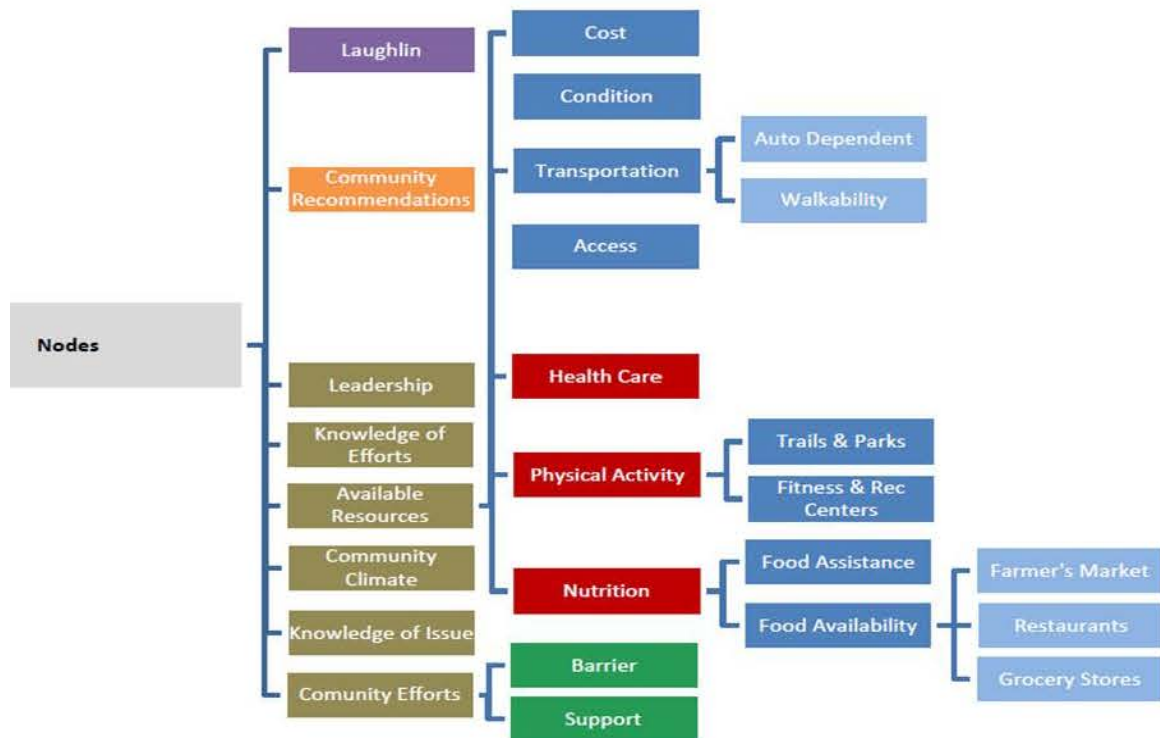 Nodes
Laughlin
Community
Recommendations
Leadership
Knowledge of
Efforts
Available
Resources
Community
Climate
Knowledge of Issue
Comunity Efforts
Cost
Condition
Transportation
Access
Health Care
Physical Activity
Nutrition
Barrier
Support
Auto Dependent
Walkability
Trails & Parks
Fitness & Rec
Centers
Food Assistance
Food Availability
Farmer's Market
Restaurants
Grocery Stores